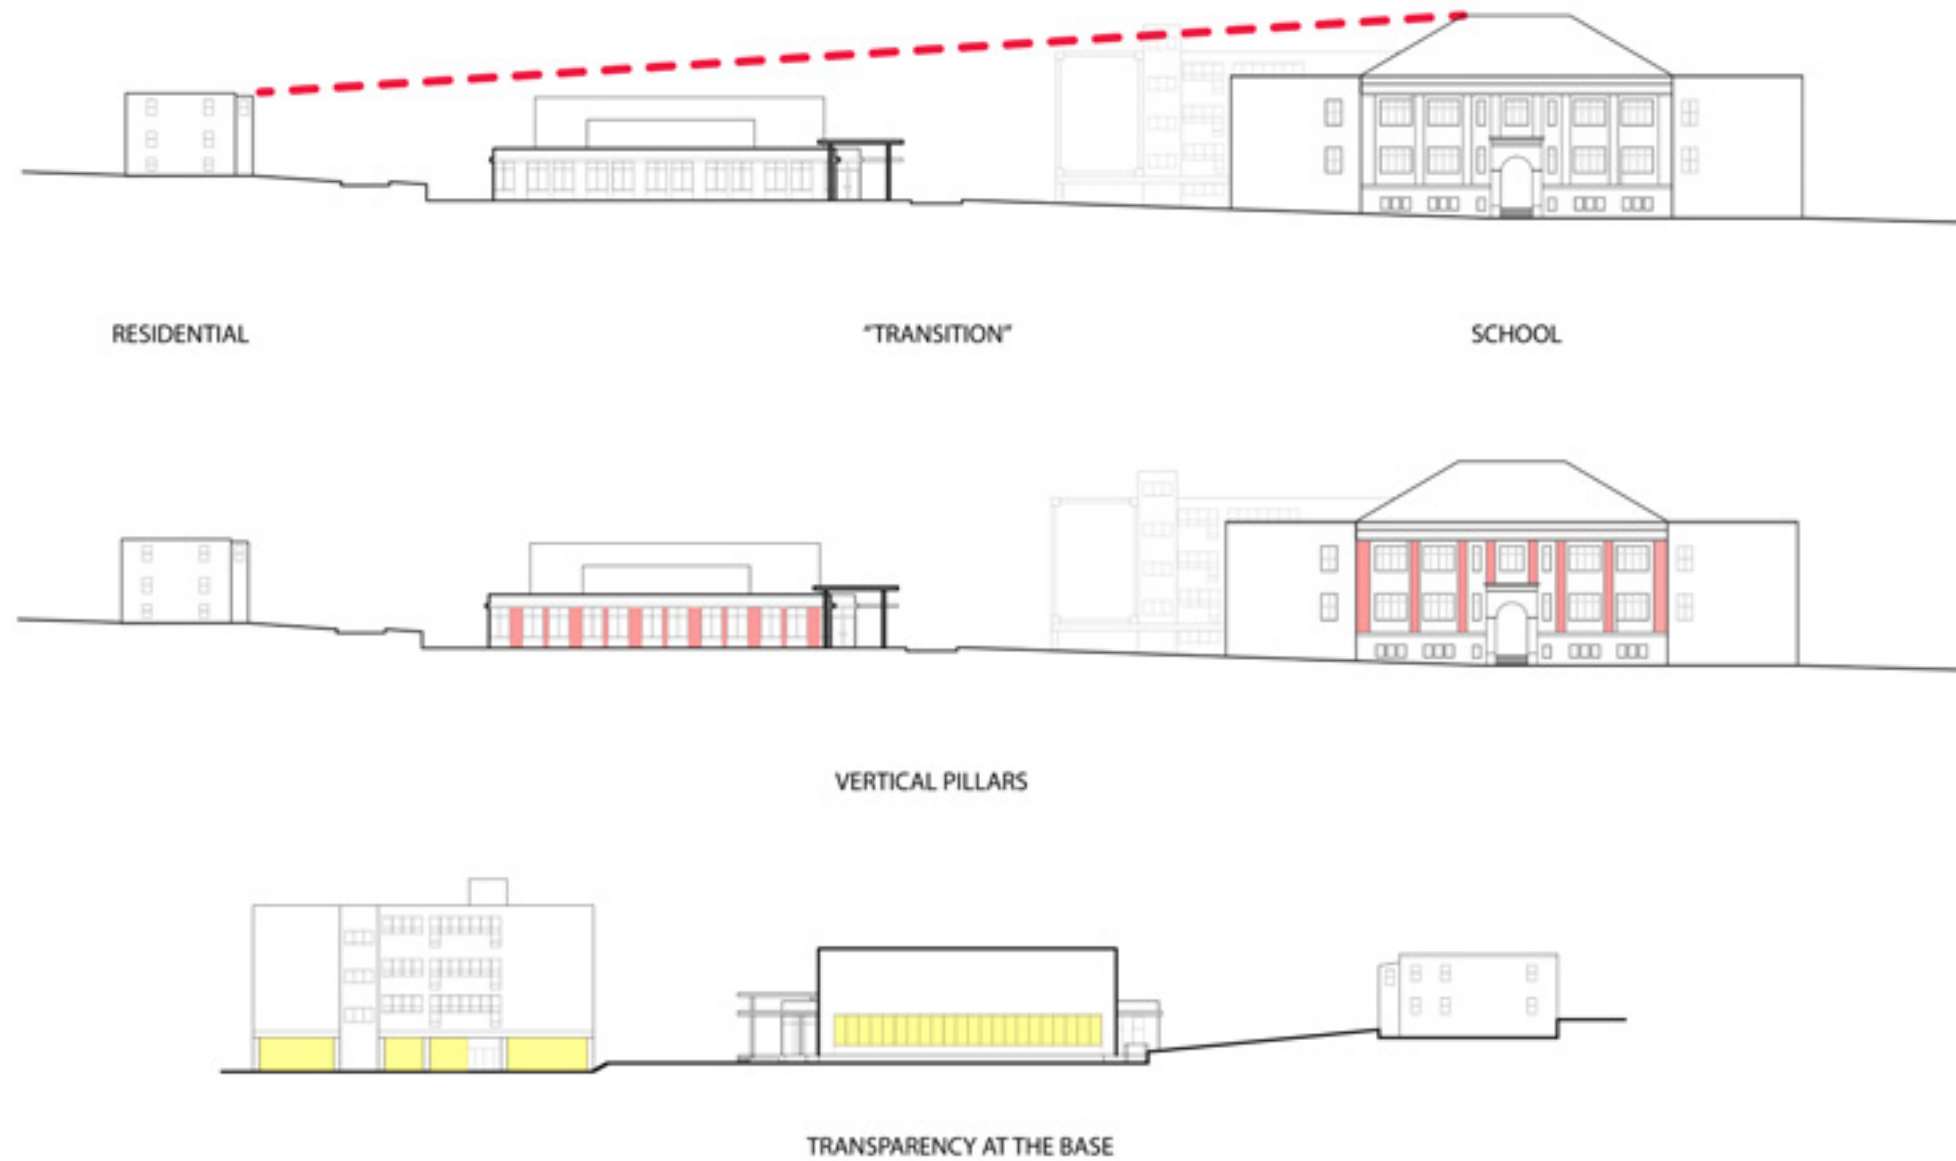 RESIDENTIAL
“TRANSITION”
SCHOOL
VERTICAL PILLARS
TRANSPARENCY AT THE BASE